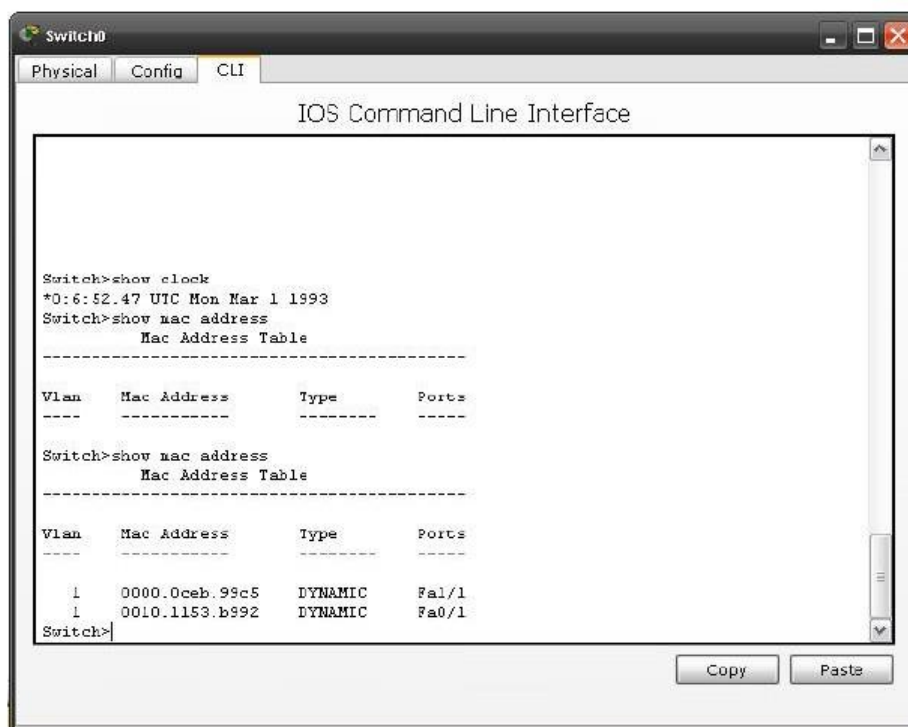 Switch0
Physical Config CLI
IOS Command Line Interface
Switch>show clock
*0:6:52.47 UTC Mon Mar 1 1993
Switch>show mac address
Mac Address Table
-------------------------------------------
Vlan Mac Address Type Ports
---- ----------- -------- -----
Switch>show mac address
Mac Address Table
-------------------------------------------
Vlan Mac Address Type Ports
---- ----------- -------- -----
1 0000.0ceb.99c5 DYNAMIC Fa1/1
1 0010.1153.b992 DYNAMIC Fa0/1
Switch>
Copy Paste